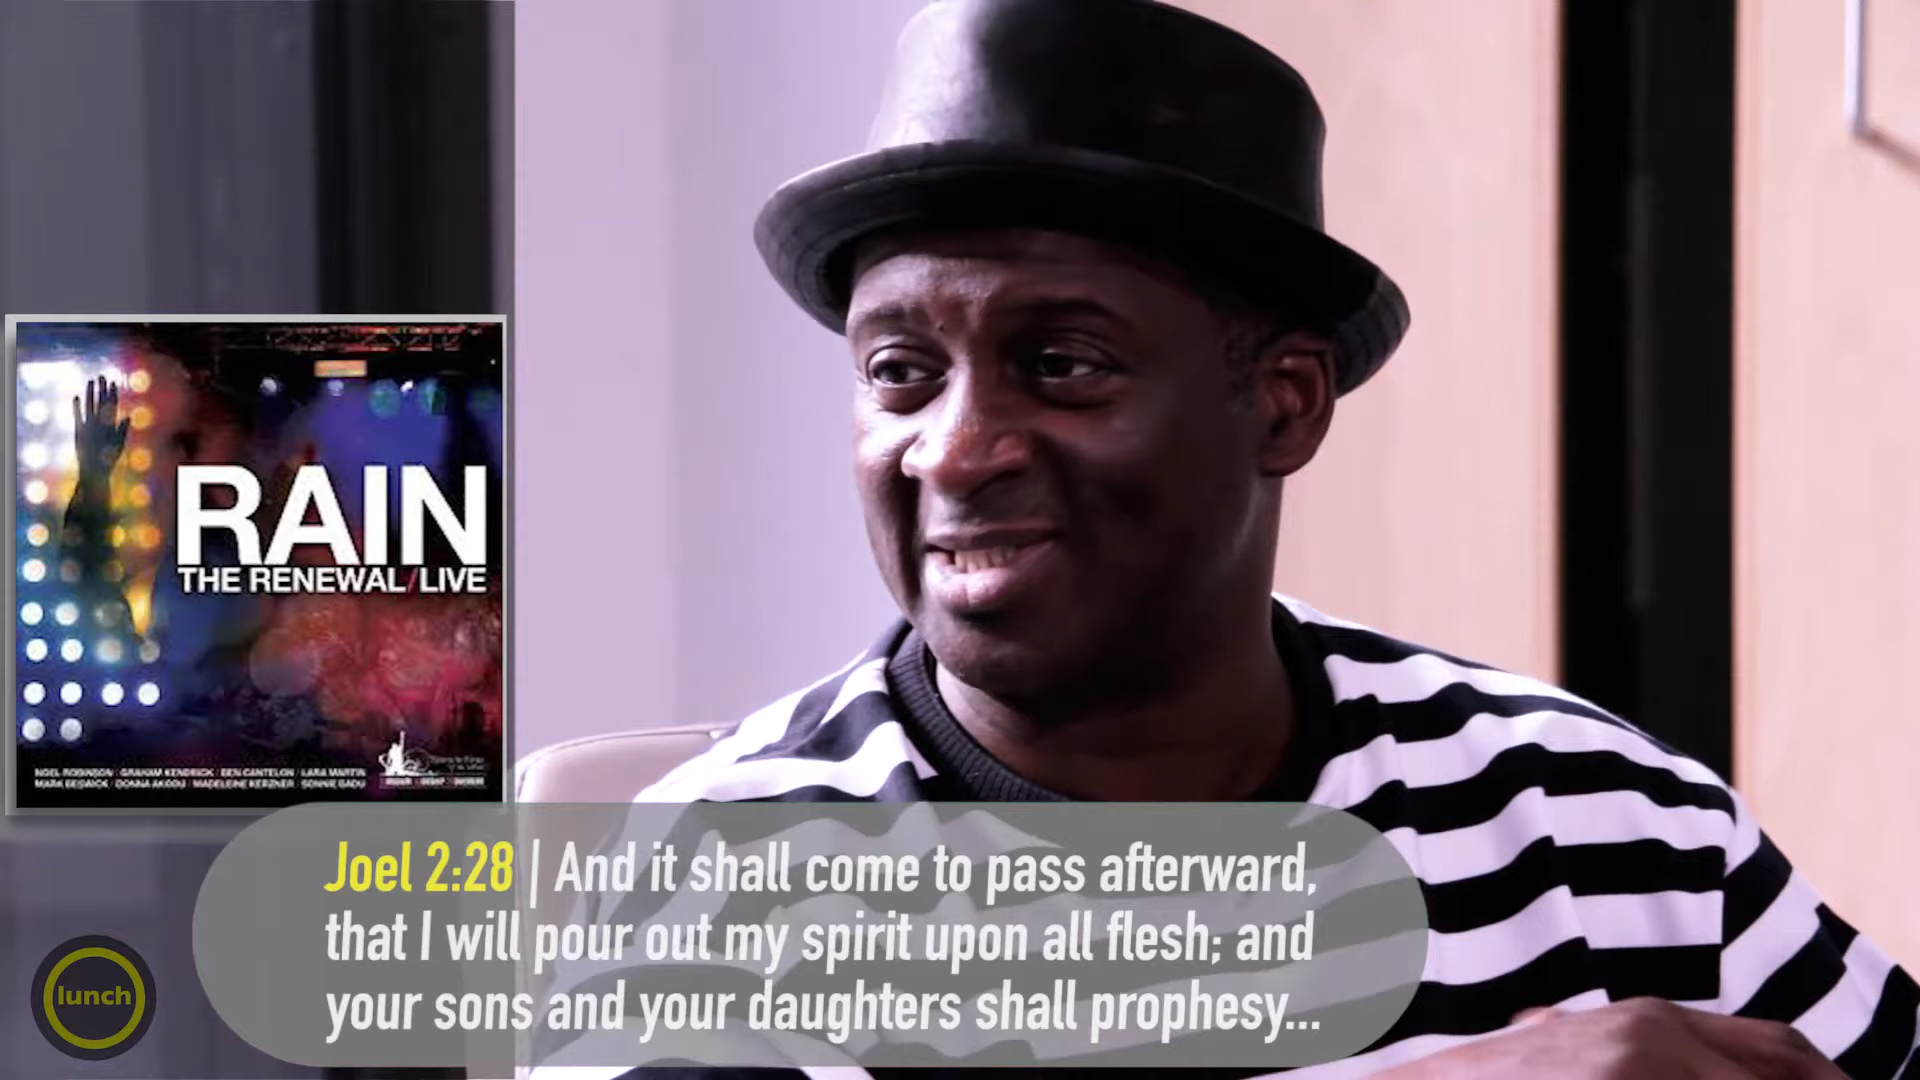 RAIN
THE RENEWAL/LIVE
NOEL ROBINSON / GRAHAM KENDRICK / BEN CANTELON / LARA MARTIN
MARK BESWICK / DONNA AKODU / MADELEINE KERZNER / SONNIE BADU
Joel 2:28 | And it shall come to pass afterward,
that I will pour out my spirit upon all flesh; and
your sons and your daughters shall prophesy...
lunch